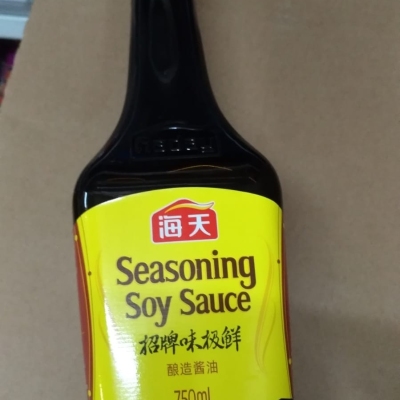 海天
Seasoning
Soy Sauce
招牌味极鲜
酿造酱油
750ml